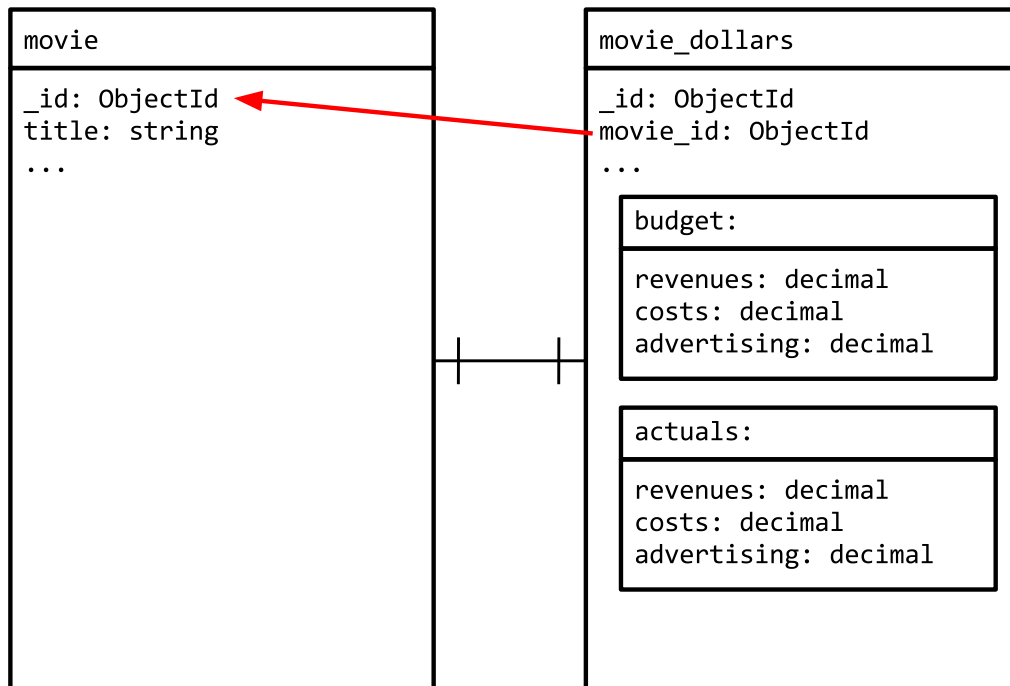 movie
_id: ObjectId
title: string
...
movie_dollars
_id: ObjectId
movie_id: ObjectId
...
budget:
revenues: decimal
costs: decimal
advertising: decimal
actuals:
revenues: decimal
costs: decimal
advertising: decimal